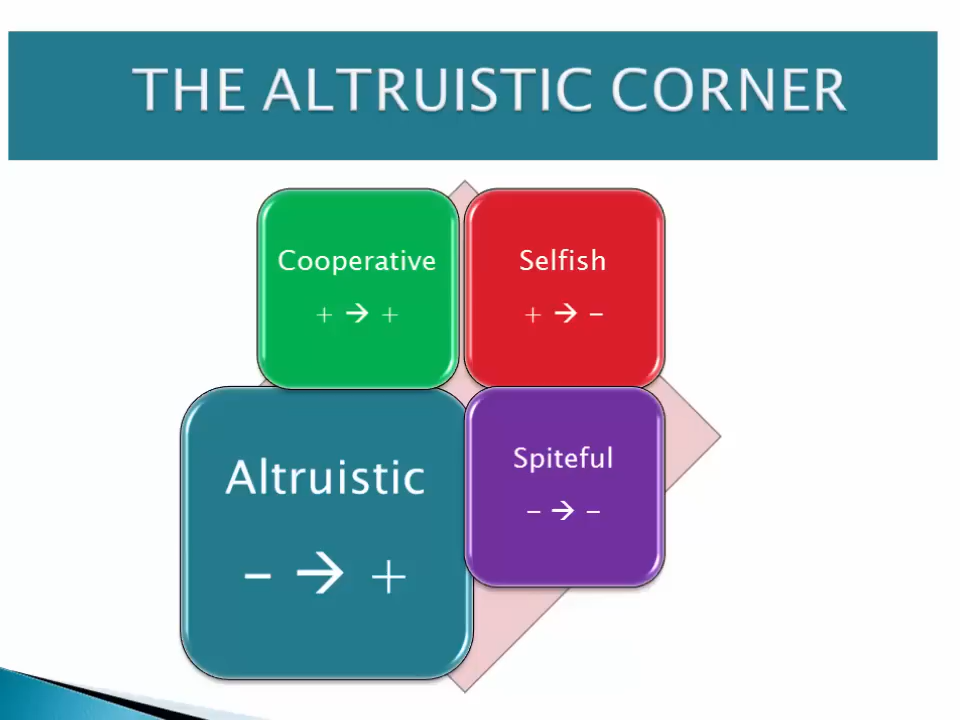 THE ALTRUISTIC CORNER
Cooperative
+ → +
Selfish
+ → –
Altruistic
– → +
Spiteful
– → –